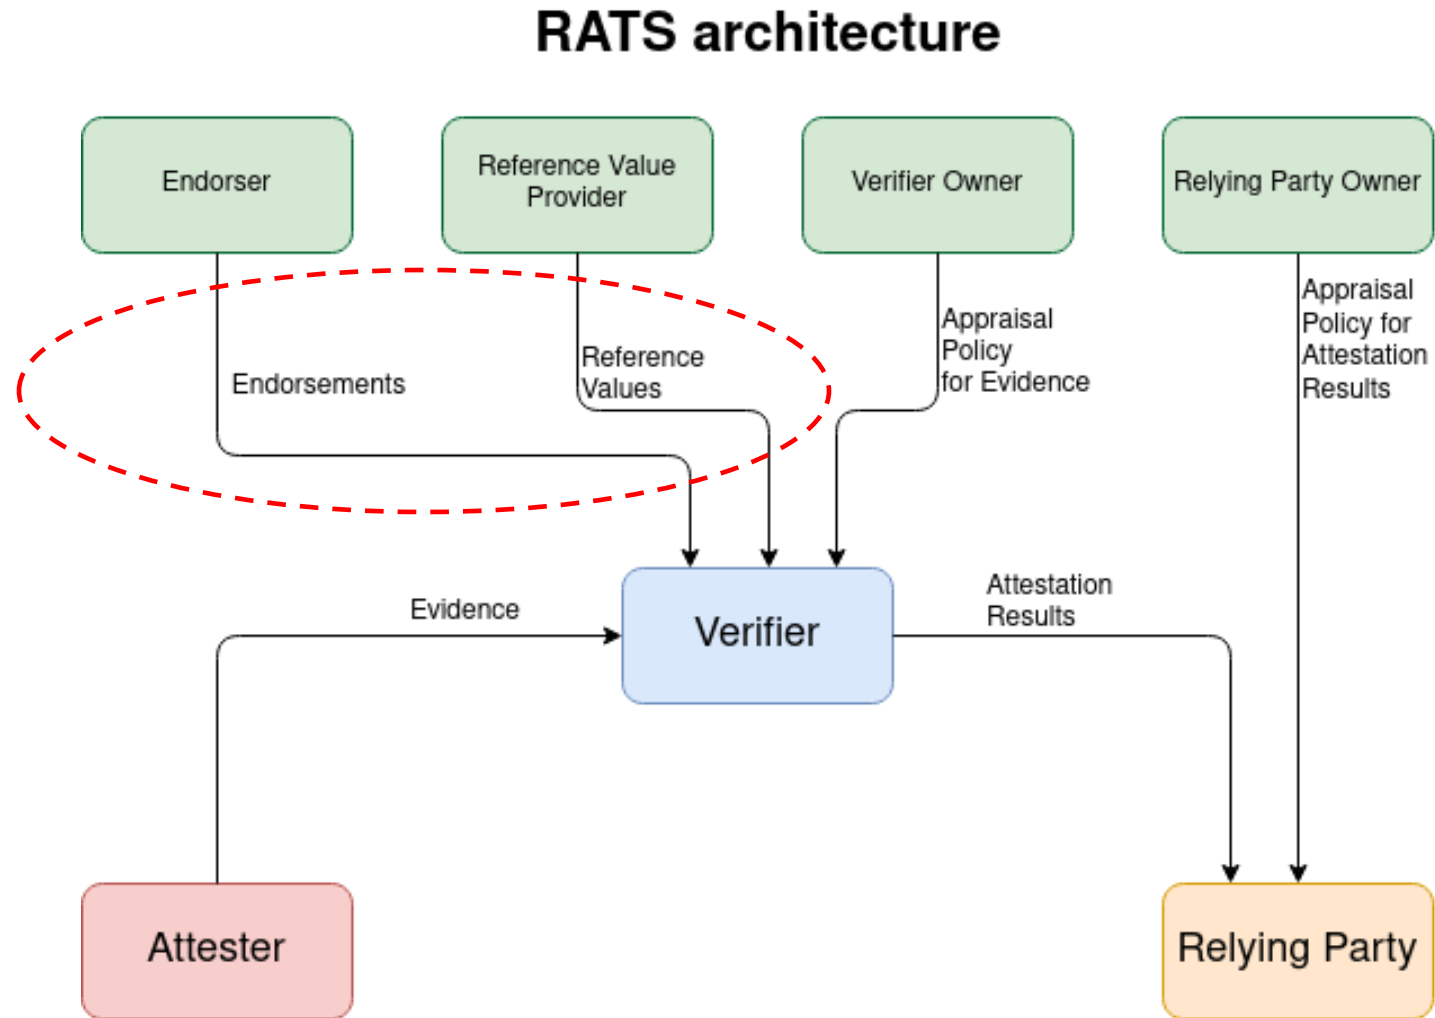 RATS architecture
Endorser
Reference Value
Provider
Verifier Owner
Relying Party Owner
Endorsements
Reference
Values
Appraisal
Policy
for Evidence
Appraisal
Policy for
Attestation
Results
Evidence
Verifier
Attestation
Results
Attester
Relying Party